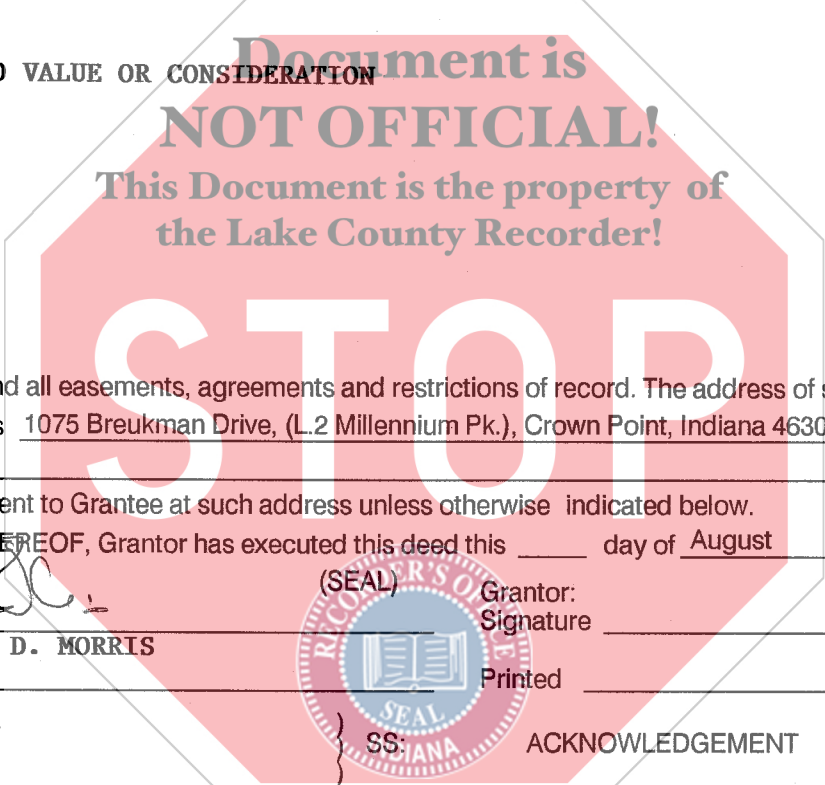 VALUE OR CONSIDERATION
Document is
NOT OFFICIAL!
This Document is the property of
the Lake County Recorder!
STOP
all easements, agreements and restrictions of record. The address of
1075 Breukman Drive, (L.2 Millennium Pk.), Crown Point, Indiana 4630
to Grantee at such address unless otherwise indicated below.
EREOF, Grantor has executed this deed this ____ day of August
(SEAL) Grantor:
Signature
D. MORRIS
Printed
RECORDER'S OFFICE
SEAL
INDIANA
SS: ACKNOWLEDGEMENT